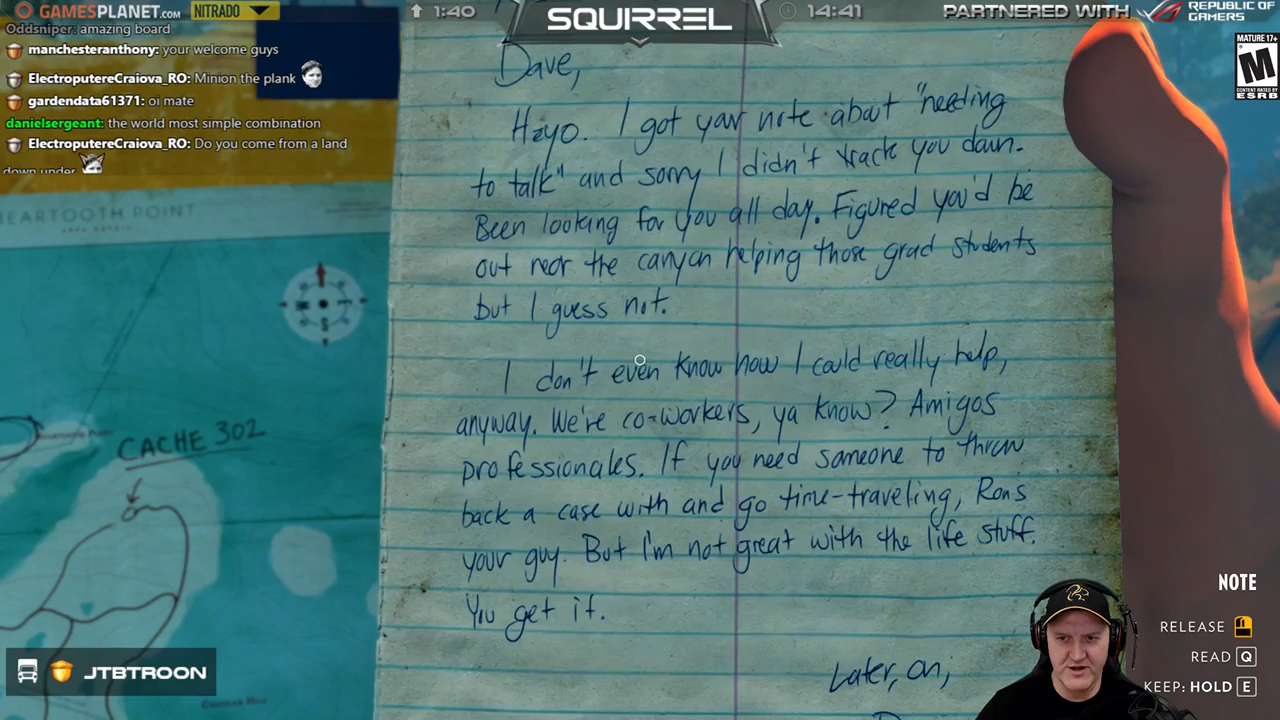 GAMESPLANET.COM
NITRADO
1:40
SQUIRREL
14:41
PARTNERED WITH
REPUBLIC OF
GAMERS
MATURE 17+
M
CONTENT RATED BY
ESRB
Oddsniper: amazing board
manchesteranthony: your welcome guys
ElectroputereCraiova_RO: Minion the plank
gardendata61371: oi mate
danielsergeant: the world most simple combination
ElectroputereCraiova_RO: Do you come from a land
down under
BEARTOOTH POINT
CACHE 302
Dave,
Heyo. I got your note about "needing
to talk" and sorry I didn't track you down.
Been looking for you all day. Figured you'd be
out near the canyon helping those grad students
but I guess not.
I don't even know how I could really help,
anyway. We're co-workers, ya know? Amigos
professionales. If you need someone to throw
back a case with and go time-traveling, Ron's
your guy. But I'm not great with the life stuff.
You get it.
Later, on,
NOTE
RELEASE
READ Q
KEEP: HOLD E
JTBTROON